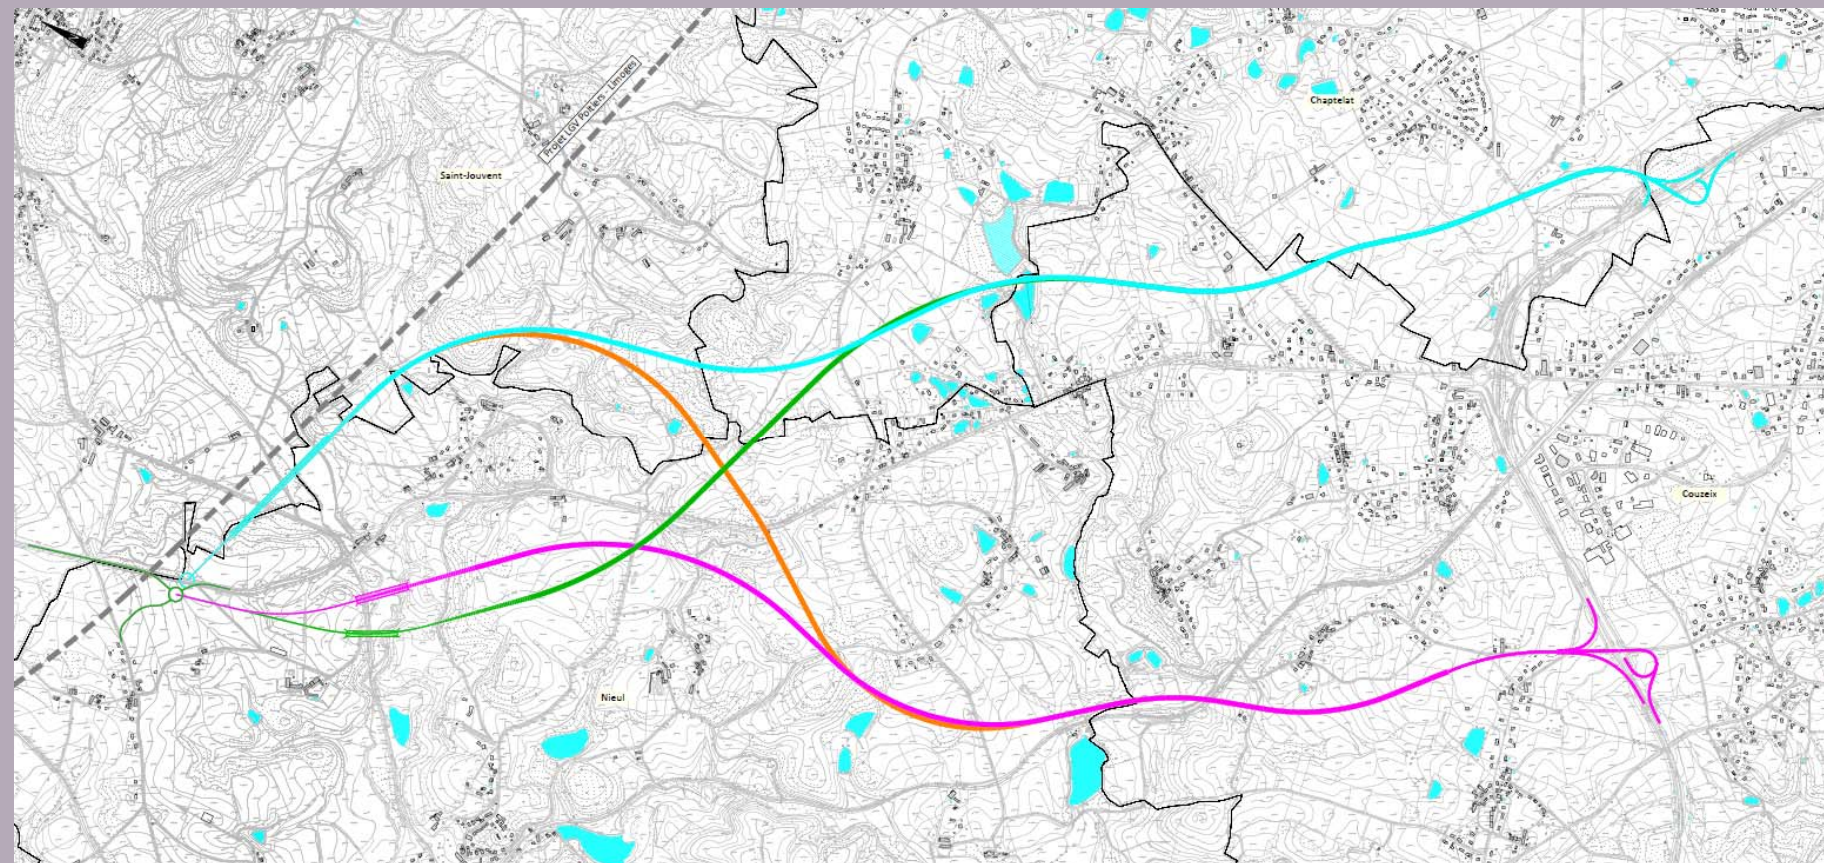 Chaptelat
Projet LGV Poitiers - Limoges
Saint-Jouvent
Couzeix
Nieul